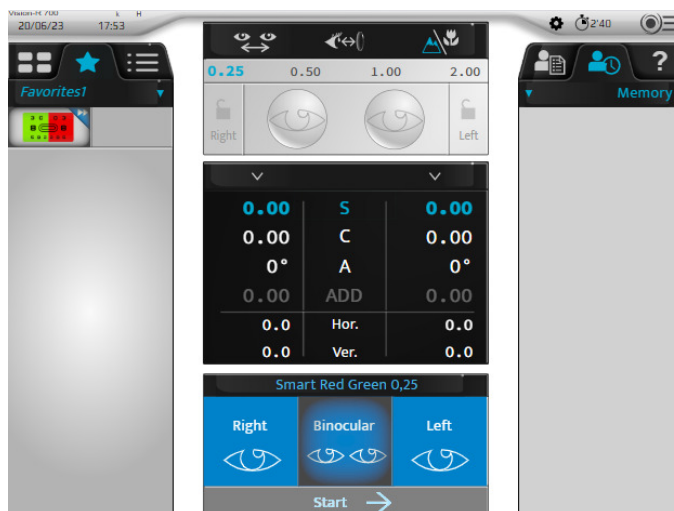 Vision-R 700
20/06/23 17:53
2'40
0.25 0.50 1.00 2.00
Right Left
Favorites1
Memory
?
0.00 S 0.00
0.00 C 0.00
0° A 0°
0.00 ADD 0.00
0.0 Hor. 0.0
0.0 Ver. 0.0
Smart Red Green 0,25
Right Binocular Left
Start